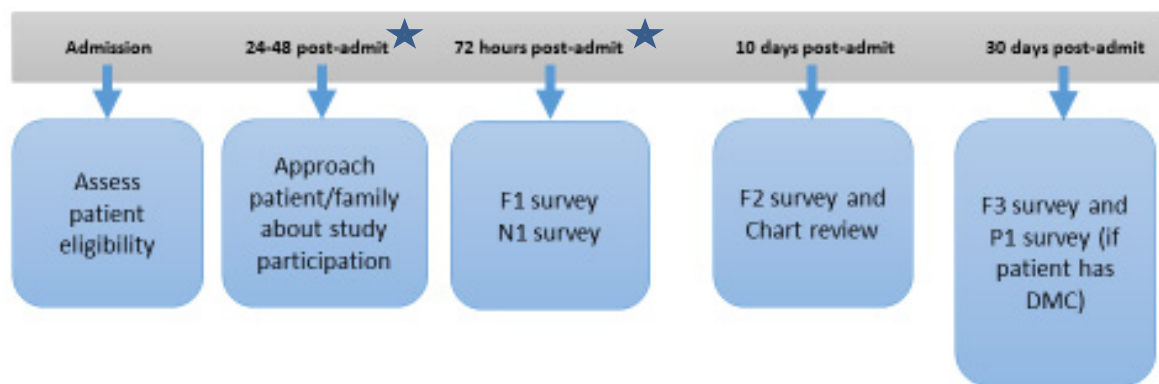 Admission
24-48 post-admit
72 hours post-admit
10 days post-admit
30 days post-admit
Assess
patient
eligibility
Approach
patient/family
about study
participation
F1 survey
N1 survey
F2 survey and
Chart review
F3 survey and
P1 survey (if
patient has
DMC)